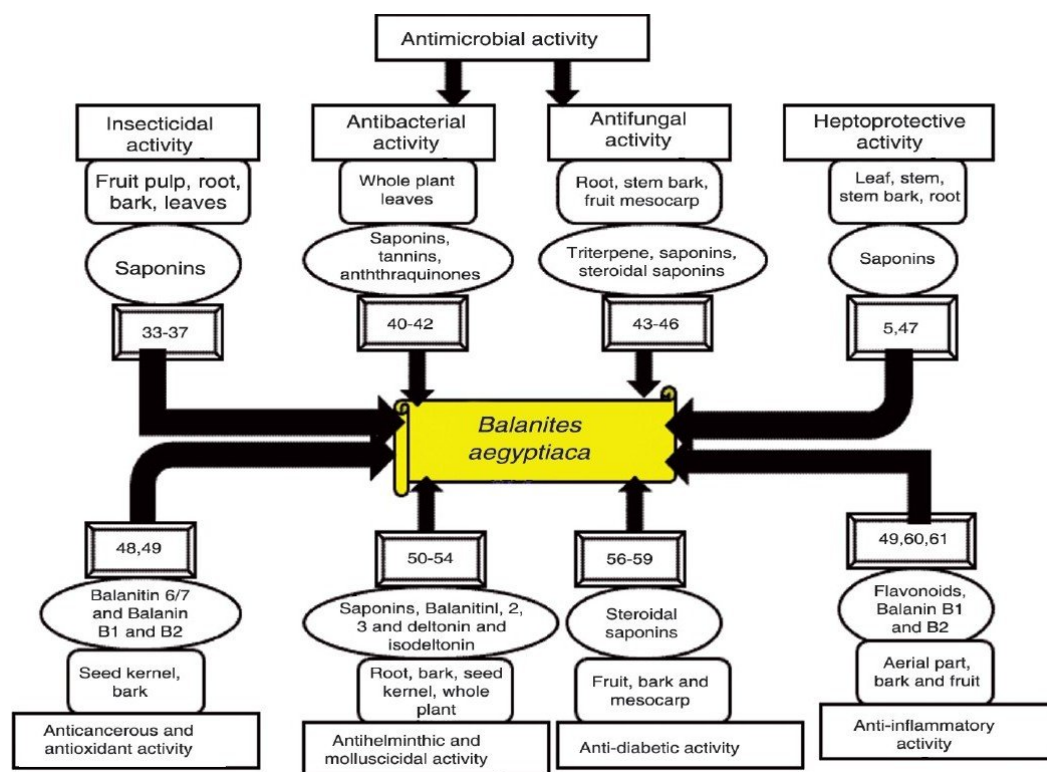 Antimicrobial activity
Insecticidal
activity
Fruit pulp, root,
bark, leaves
Saponins
33-37
Antibacterial
activity
Whole plant
leaves
Saponins,
tannins,
anththraquinones
40-42
Antifungal
activity
Root, stem bark,
fruit mesocarp
Triterpene, saponins,
steroidal saponins
43-46
Heptoprotective
activity
Leaf, stem,
stem bark, root
Saponins
5,47
Balanites
aegyptiaca
48,49
Balanitin 6/7
and Balanin
B1 and B2
Seed kernel,
bark
Anticancerous and
antioxidant activity
50-54
Saponins, Balanitinl, 2,
3 and deltonin and
isodeltonin
Root, bark, seed
kernel, whole
plant
Antihelminthic and
molluscicidal activity
56-59
Steroidal
saponins
Fruit, bark and
mesocarp
Anti-diabetic activity
49,60,61
Flavonoids,
Balanin B1
and B2
Aerial part,
bark and fruit
Anti-inflammatory
activity